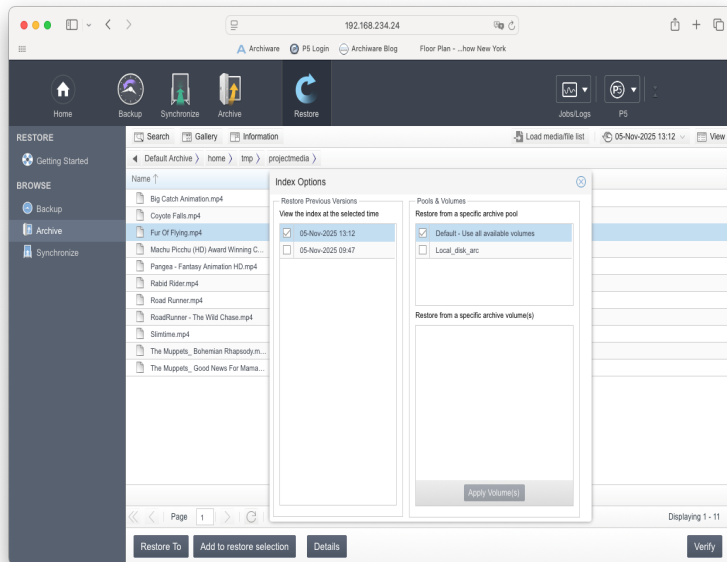 192.168.234.24
Archiware P5 Login Archiware Blog Floor Plan - ...how New York
Home Backup Synchronize Archive Restore Jobs/Logs P5
RESTORE
Getting Started
BROWSE
Backup
Archive
Synchronize
Search Gallery Information Load media/file list 05-Nov-2025 13:12 View
Default Archive home tmp projectmedia
Name
Big Catch Animation.mp4
Coyote Falls.mp4
Fur Of Flying.mp4
Machu Picchu (HD) Award Winning C...
Pangea - Fantasy Animation HD.mp4
Rabid Rider.mp4
Road Runner.mp4
RoadRunner - The Wild Chase.mp4
Slimtime.mp4
The Muppets_ Bohemian Rhapsody.m...
The Muppets_ Good News For Mama...
Index Options
Restore Previous Versions
View the index at the selected time
05-Nov-2025 13:12
05-Nov-2025 09:47
Pools & Volumes
Restore from a specific archive pool
Default - Use all available volumes
Local_disk_arc
Restore from a specific archive volume(s)
Apply Volume(s)
Page 1 Displaying 1 - 11
Restore To Add to restore selection Details Verify